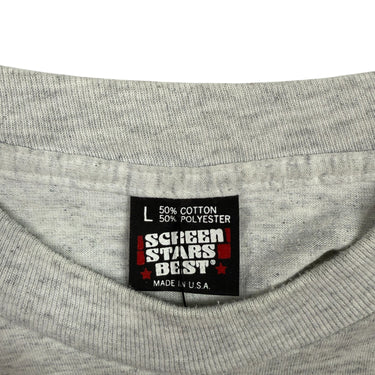 L 50% COTTON
50% POLYESTER
SCREEN
STARS
BEST®
MADE IN U.S.A.